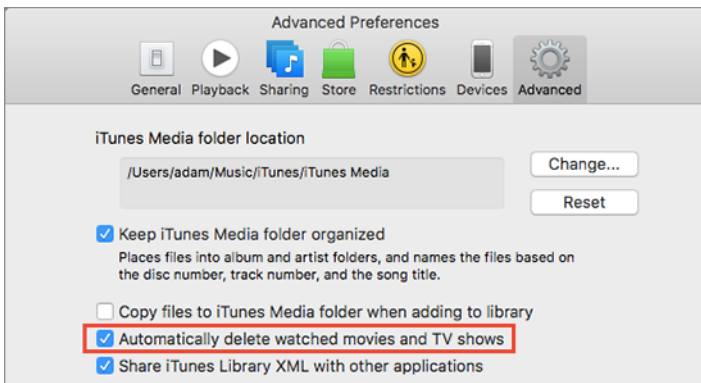 Advanced Preferences
General Playback Sharing Store Restrictions Devices Advanced
iTunes Media folder location
/Users/adam/Music/iTunes/iTunes Media
Change...
Reset
Keep iTunes Media folder organized
Places files into album and artist folders, and names the files based on
the disc number, track number, and the song title.
Copy files to iTunes Media folder when adding to library
Automatically delete watched movies and TV shows
Share iTunes Library XML with other applications